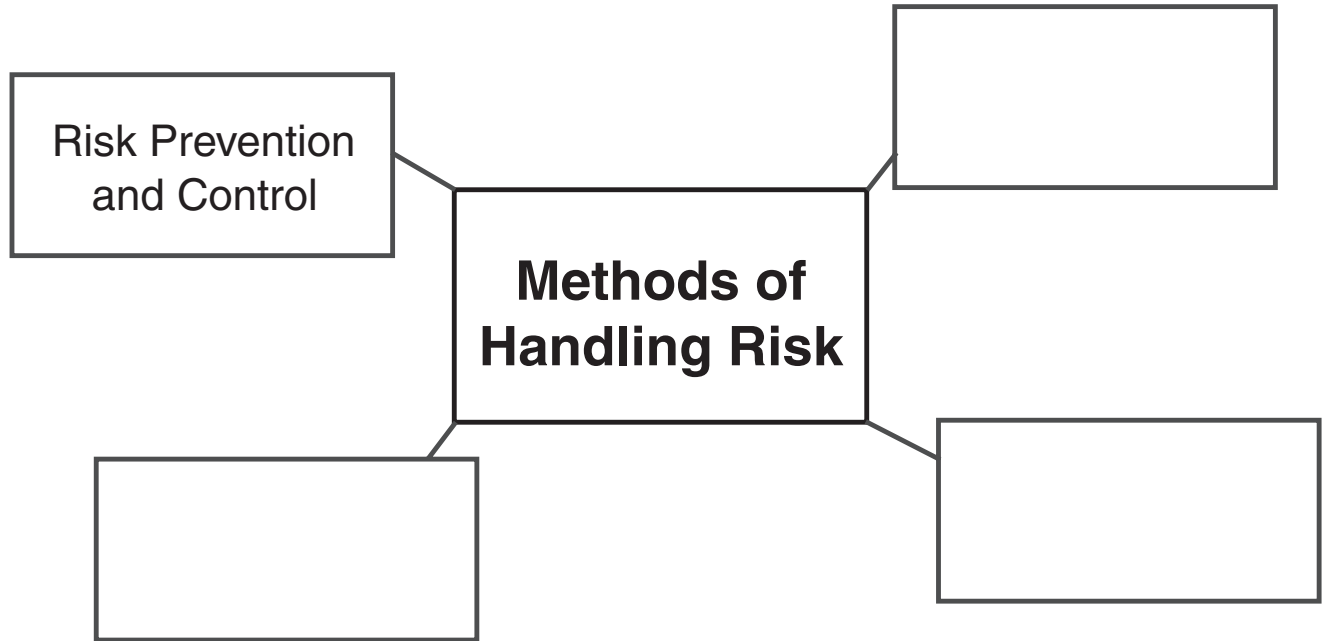 Risk Prevention
and Control
Methods of
Handling Risk